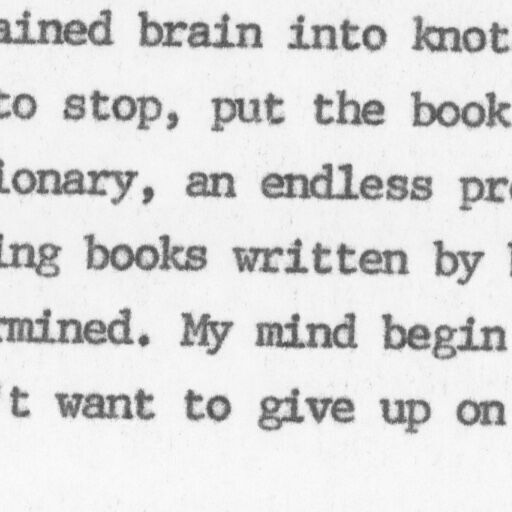 ained brain into knot
to stop, put the book
ionary, an endless pr
ing books written by
rmined. My mind begin
't want to give up on